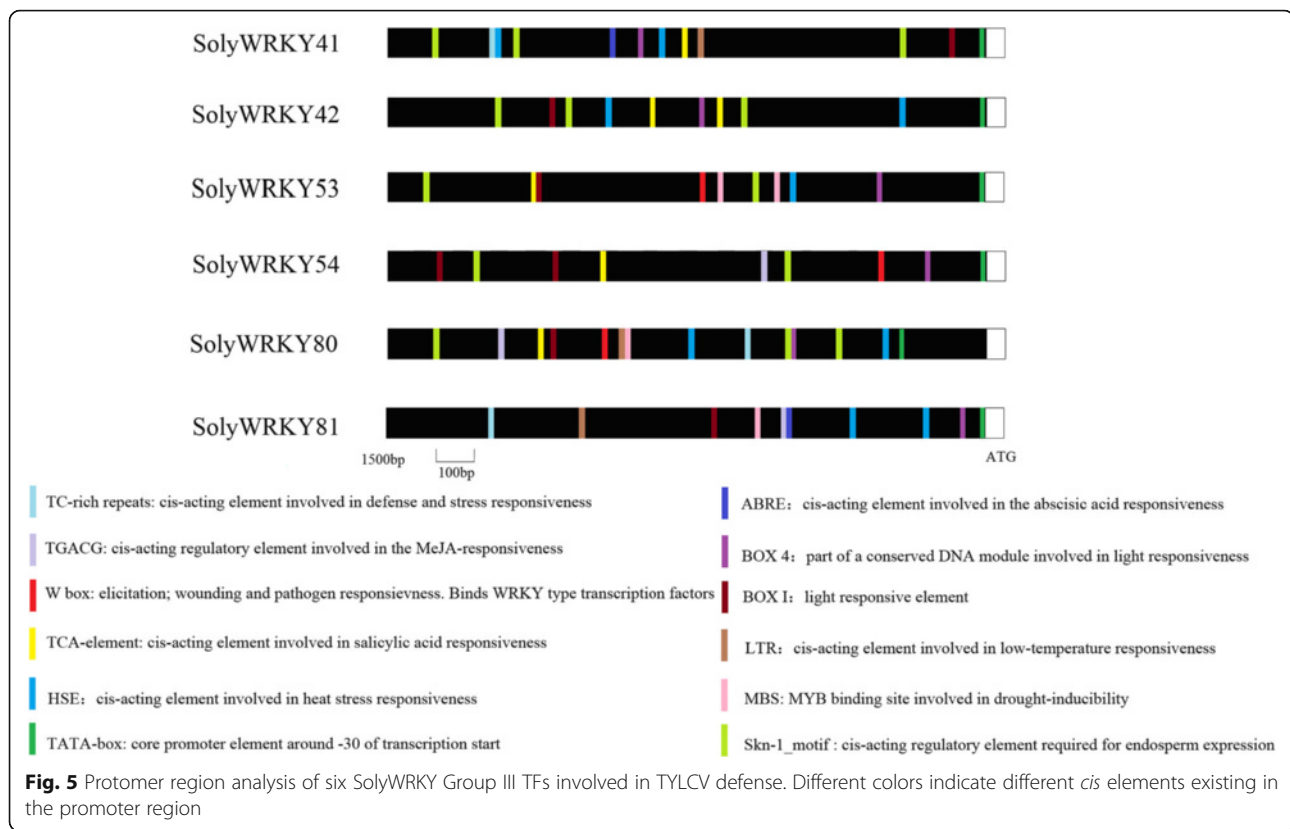 SolyWRKY41
SolyWRKY42
SolyWRKY53
SolyWRKY54
SolyWRKY80
SolyWRKY81
1500bp
100bp
ATG
TC-rich repeats: cis-acting element involved in defense and stress responsiveness
TGACG: cis-acting regulatory element involved in the MeJA-responsiveness
W box: elicitation; wounding and pathogen responsievness. Binds WRKY type transcription factors
TCA-element: cis-acting element involved in salicylic acid responsiveness
HSE: cis-acting element involved in heat stress responsiveness
TATA-box: core promoter element around -30 of transcription start
ABRE: cis-acting element involved in the abscisic acid responsiveness
BOX 4: part of a conserved DNA module involved in light responsiveness
BOX I: light responsive element
LTR: cis-acting element involved in low-temperature responsiveness
MBS: MYB binding site involved in drought-inducibility
Skn-1_motif : cis-acting regulatory element required for endosperm expression
Fig. 5 Protomer region analysis of six SolyWRKY Group III TFs involved in TYLCV defense. Different colors indicate different cis elements existing in
the promoter region